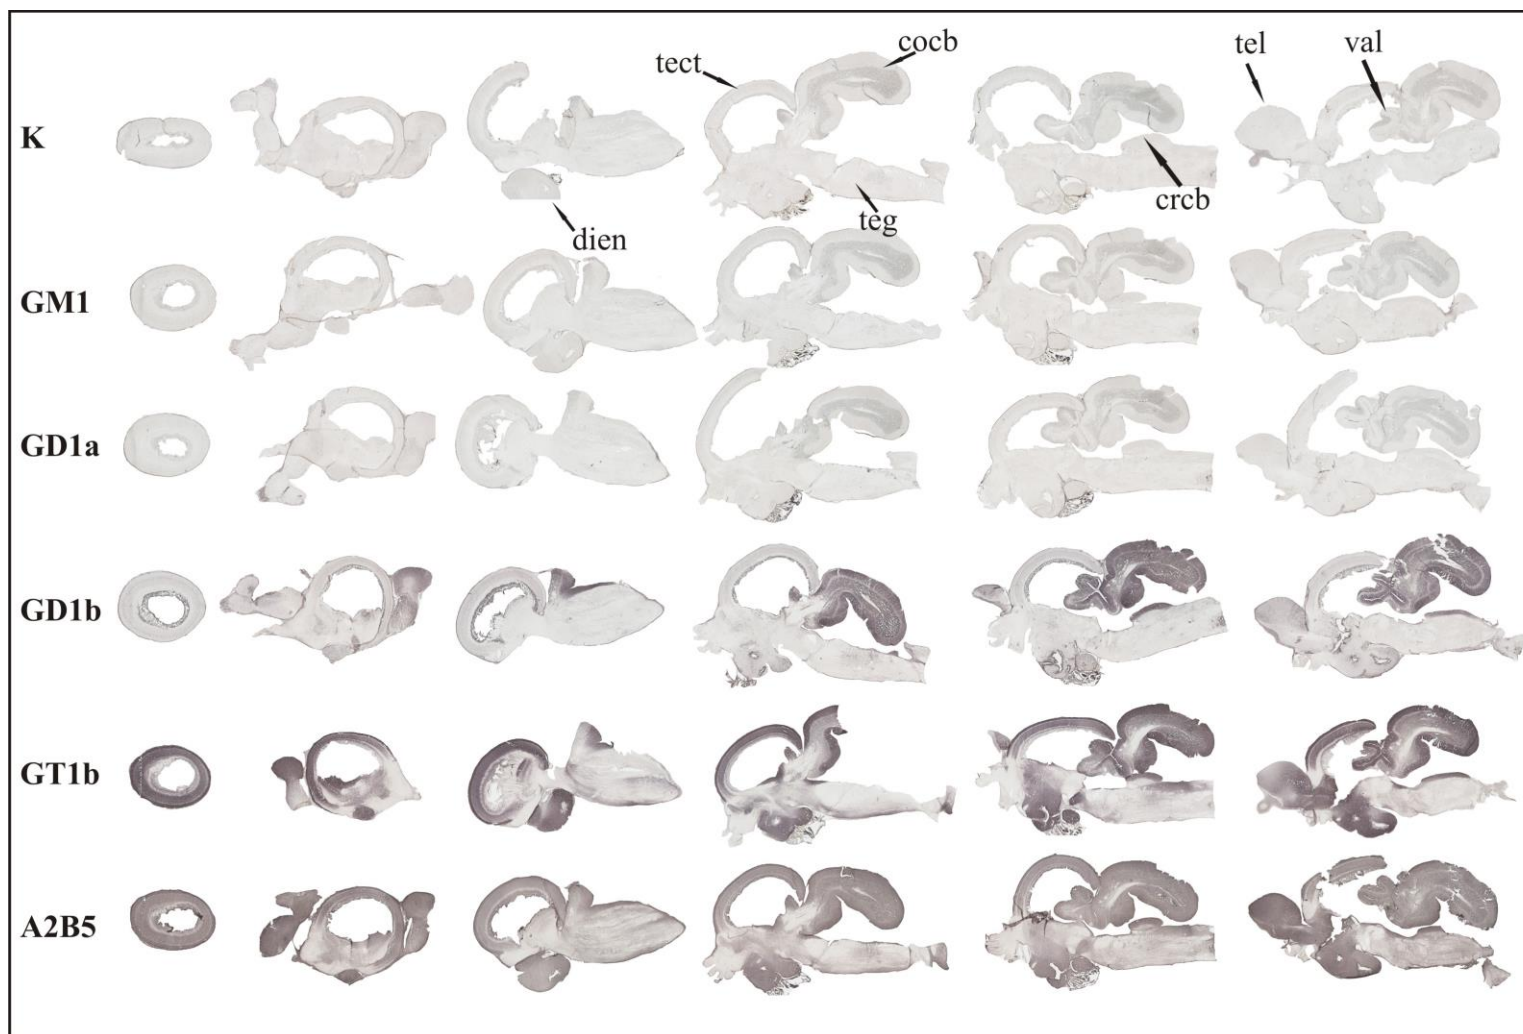 tect
cocb
tel
val
K
dien
teg
crcb
GM1
GD1a
GD1b
GT1b
A2B5